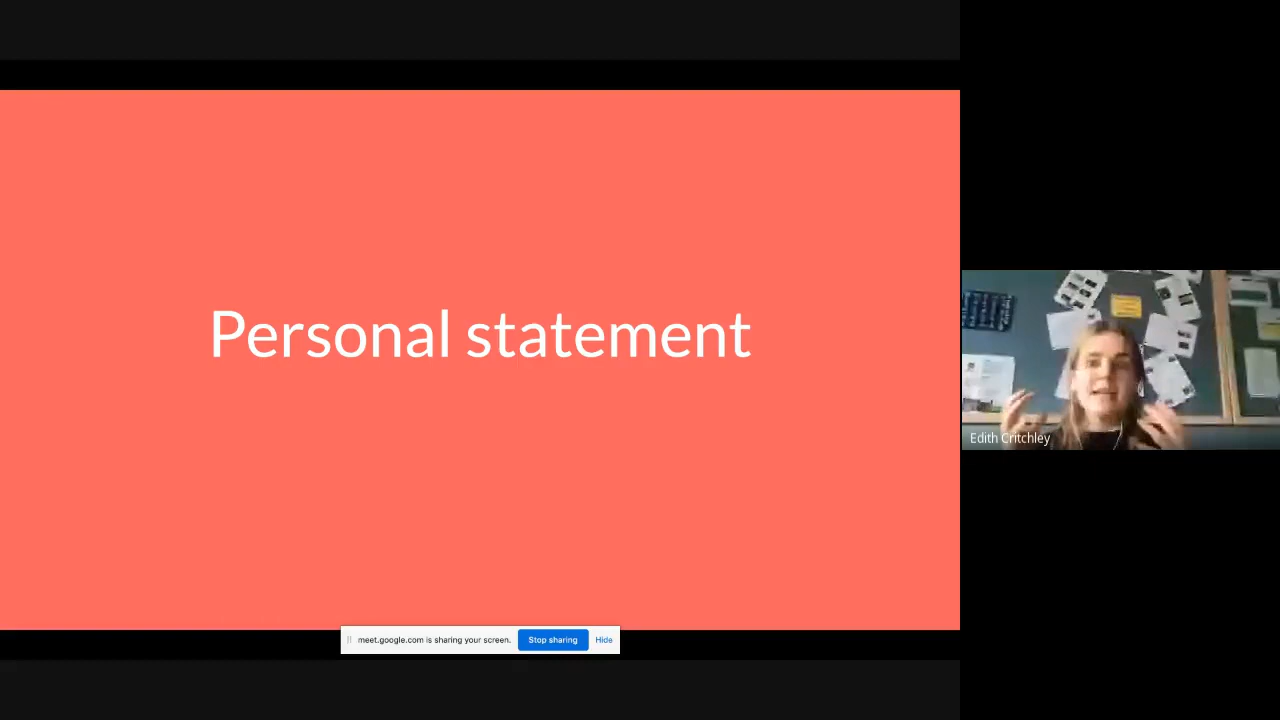 Personal statement
Edith Critchley
meet.google.com is sharing your screen. Stop sharing Hide